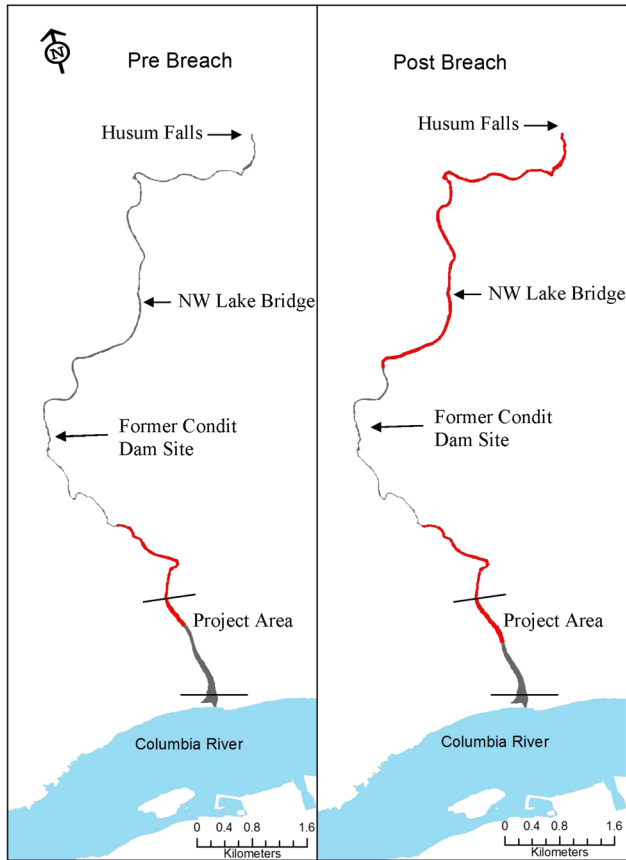 N
Pre Breach
Husum Falls
NW Lake Bridge
Former Condit
Dam Site
Project Area
Columbia River
0 0.4 0.8 1.6
Kilometers
Post Breach
Husum Falls
NW Lake Bridge
Former Condit
Dam Site
Project Area
Columbia River
0 0.4 0.8 1.6
Kilometers